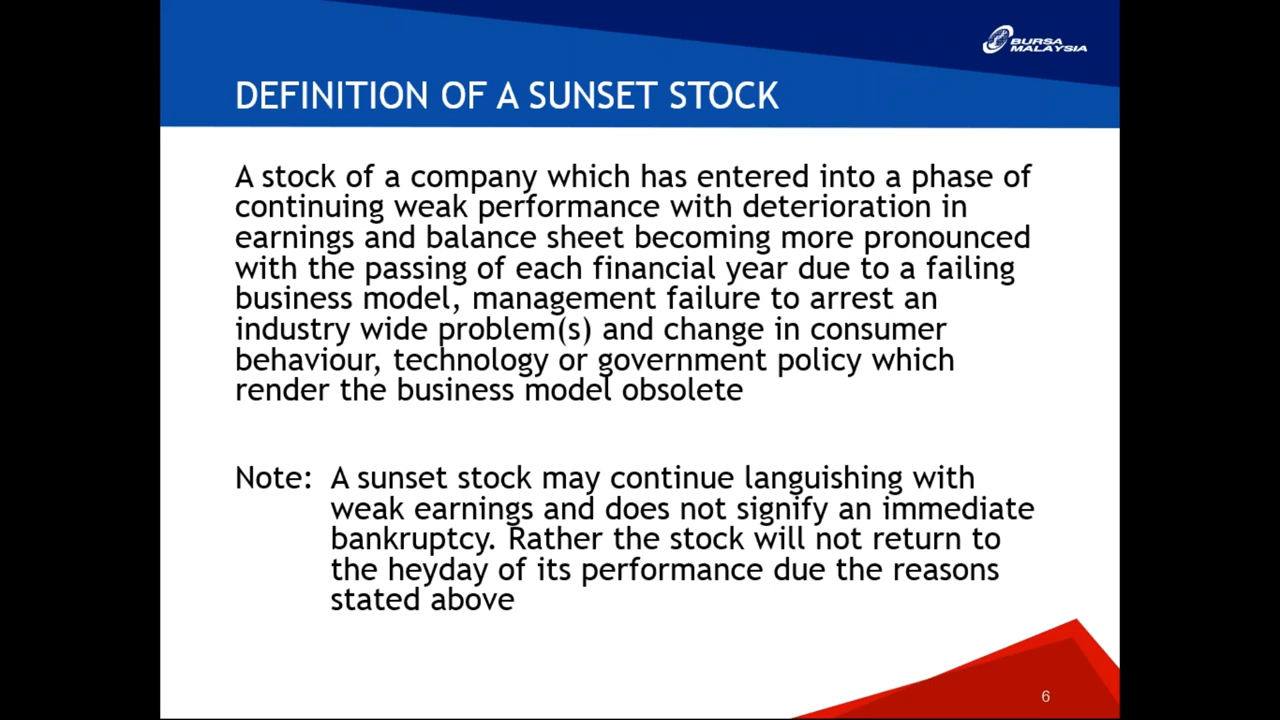 BURSA
MALAYSIA
DEFINITION OF A SUNSET STOCK
A stock of a company which has entered into a phase of
continuing weak performance with deterioration in
earnings and balance sheet becoming more pronounced
with the passing of each financial year due to a failing
business model, management failure to arrest an
industry wide problem(s) and change in consumer
behaviour, technology or government policy which
render the business model obsolete
Note: A sunset stock may continue languishing with
weak earnings and does not signify an immediate
bankruptcy. Rather the stock will not return to
the heyday of its performance due the reasons
stated above
6